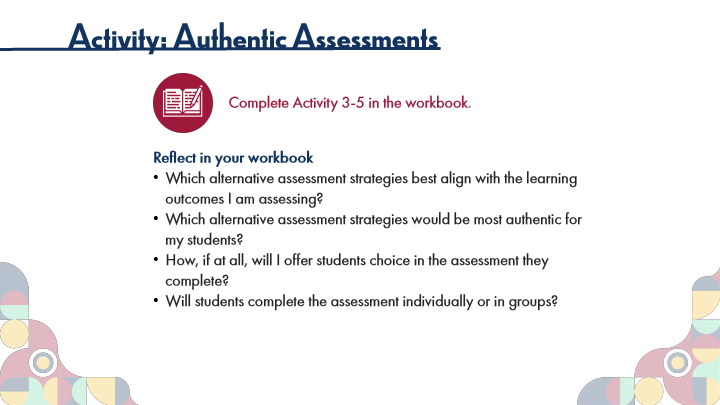 Activity: Authentic Assessments
Complete Activity 3-5 in the workbook.
Reflect in your workbook
• Which alternative assessment strategies best align with the learning
outcomes I am assessing?
• Which alternative assessment strategies would be most authentic for
my students?
• How, if at all, will I offer students choice in the assessment they
complete?
• Will students complete the assessment individually or in groups?